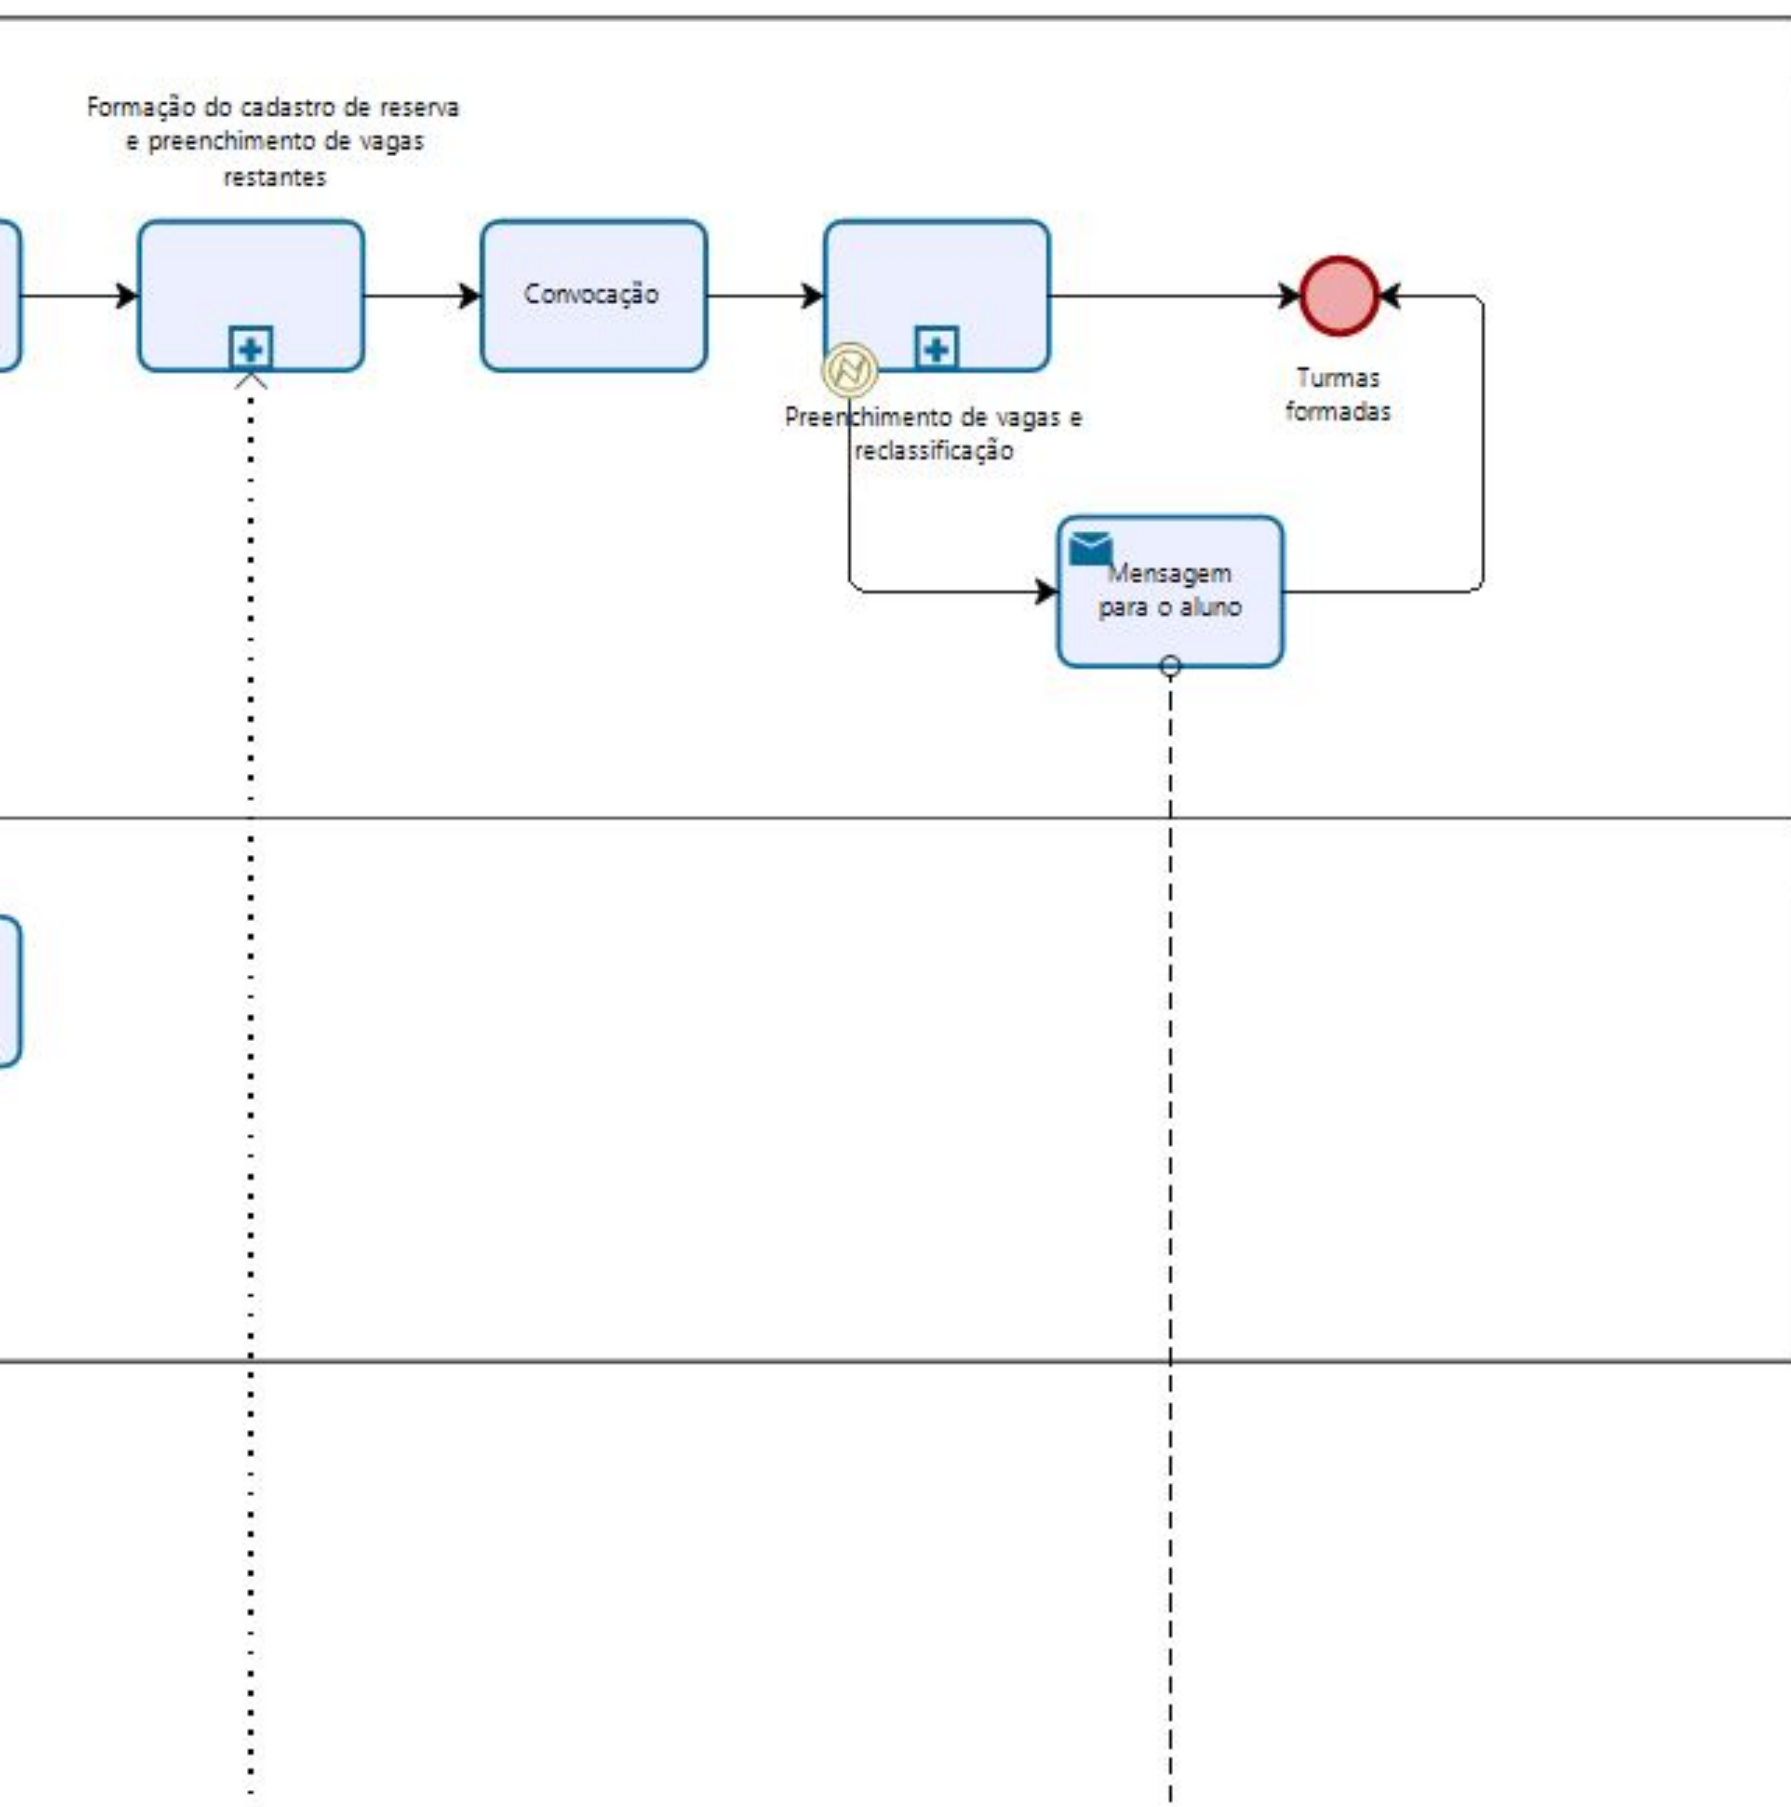 Formação do cadastro de reserva
e preenchimento de vagas
restantes
Convocação
Preenchimento de vagas e
reclassificação
Turmas
formadas
Mensagem
para o aluno